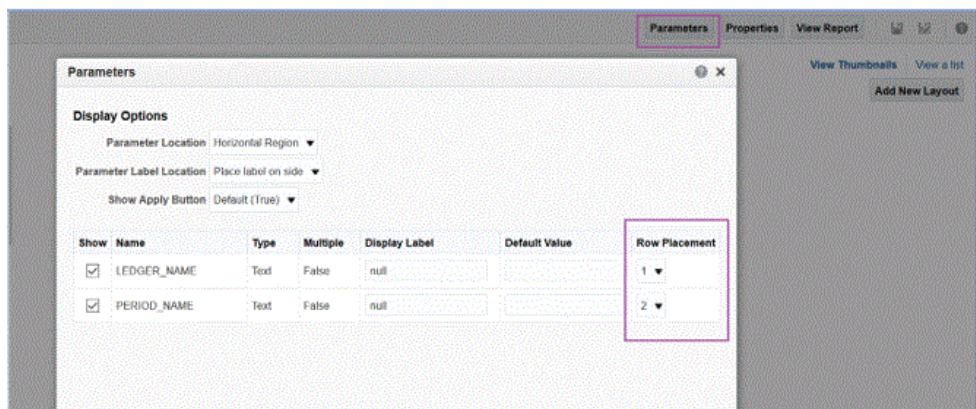 Parameters Properties View Report
View Thumbnails View a list
Add New Layout
Parameters
Display Options
Parameter Location Horizontal Region
Parameter Label Location Place label on side
Show Apply Button Default (True)
Show Name Type Multiple Display Label Default Value Row Placement
LEDGER_NAME Text False null 1
PERIOD_NAME Text False null 2